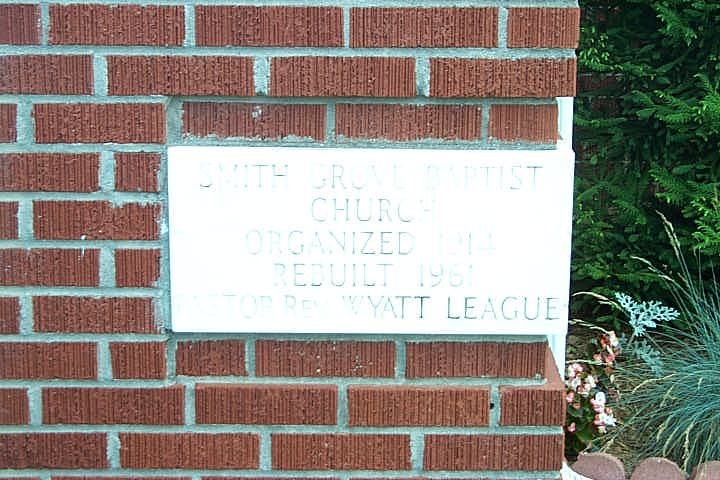 SMITH GROVE BAPTIST
CHURCH
ORGANIZED 1914
REBUILT 1961
PASTOR REV. WYATT LEAGUE